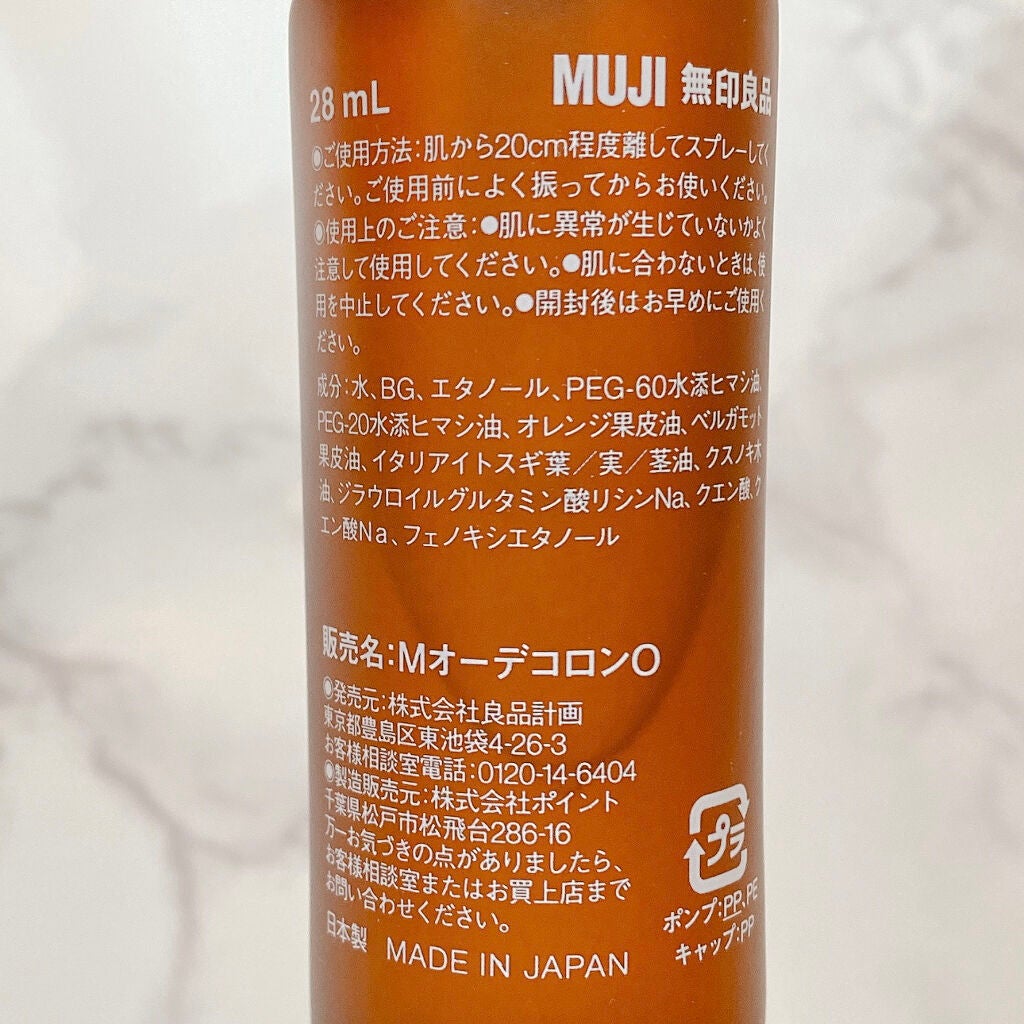 28 mL MUJI 無印良品
◉ご使用方法:肌から20cm程度離してスプレーしてく
ださい。ご使用前によく振ってからお使いください。
◉使用上のご注意:●肌に異常が生じていないかよく
注意して使用してください。●肌に合わないときは、使
用を中止してください。●開封後はお早めにご使用く
ださい。
成分:水、BG、エタノール、PEG-60水添ヒマシ油、
PEG-20水添ヒマシ油、オレンジ果皮油、ベルガモット
果皮油、イタリアイトスギ葉/実/茎油、クスノキ木
油、ジラウロイルグルタミン酸リシンNa、クエン酸、ク
エン酸Na、フェノキシエタノール
販売名:MオーデコロンO
◉発売元:株式会社良品計画
東京都豊島区東池袋4-26-3
お客様相談室電話:0120-14-6404
◉製造販売元:株式会社ポイント
千葉県松戸市松飛台286-16
万一お気づきの点がありましたら、
お客様相談室またはお買上店まで
お問い合わせください。
日本製 MADE IN JAPAN
プラ
ポンプ:PP、PE
キャップ:PP